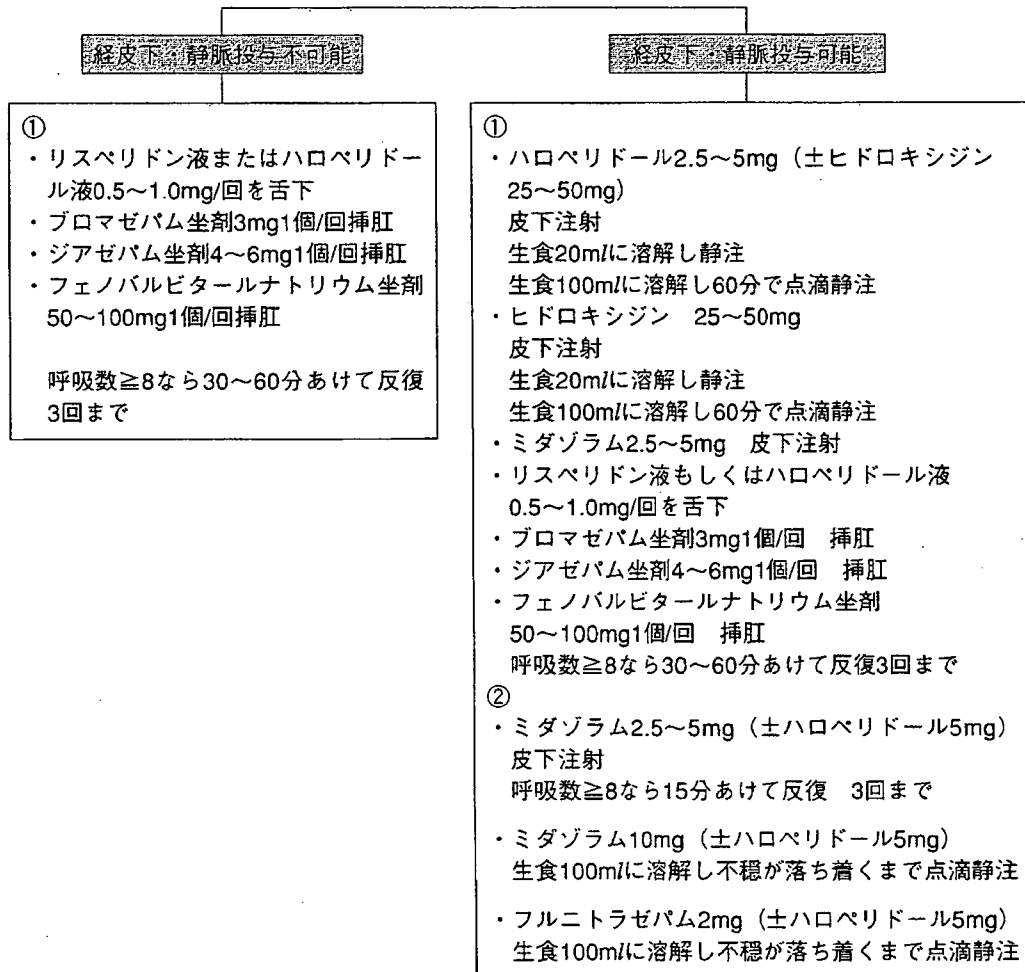 経皮下・静脈投与不可能
①
・リスペリドン液またはハロペリドー
ル液0.5～1.0mg/回を舌下
・ブロマゼパム坐剤3mg1個/回挿肛
・ジアゼパム坐剤4～6mg1個/回挿肛
・フェノバルビタールナトリウム坐剤
50～100mg1個/回挿肛
呼吸数≧8なら30～60分あけて反復
3回まで
経皮下・静脈投与可能
①
・ハロペリドール2.5～5mg（±ヒドロキシジン
25～50mg）
皮下注射
生食20mlに溶解し静注
生食100mlに溶解し60分で点滴静注
・ヒドロキシジン　25～50mg
皮下注射
生食20mlに溶解し静注
生食100mlに溶解し60分で点滴静注
・ミダゾラム2.5～5mg　皮下注射
・リスペリドン液もしくはハロペリドール液
0.5～1.0mg/回を舌下
・ブロマゼパム坐剤3mg1個/回　挿肛
・ジアゼパム坐剤4～6mg1個/回　挿肛
・フェノバルビタールナトリウム坐剤
50～100mg1個/回　挿肛
呼吸数≧8なら30～60分あけて反復3回まで
②
・ミダゾラム2.5～5mg（±ハロペリドール5mg）
皮下注射
呼吸数≧8なら15分あけて反復　3回まで
・ミダゾラム10mg（±ハロペリドール5mg）
生食100mlに溶解し不穏が落ち着くまで点滴静注
・フルニトラゼパム2mg（±ハロペリドール5mg）
生食100mlに溶解し不穏が落ち着くまで点滴静注